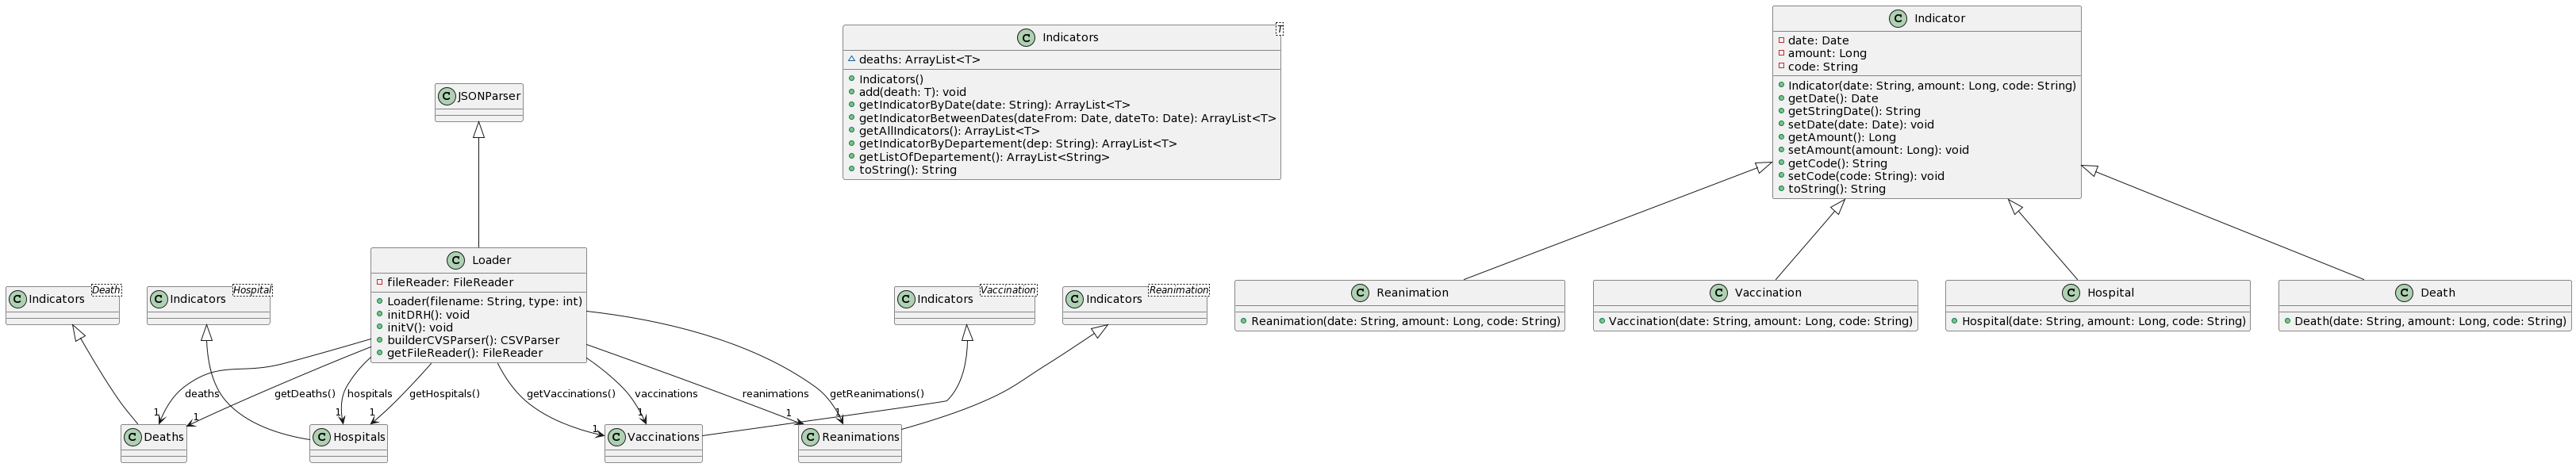 C Indicator
date: Date
amount: Long
code: String
Indicator(date: String, amount: Long, code: String)
getDate(): Date
getStringDate(): String
setDate(date: Date): void
getAmount(): Long
setAmount(amount: Long): void
getCode(): String
setCode(code: String): void
toString(): String
C Indicators T
deaths: ArrayList<T>
Indicators()
add(death: T): void
getIndicatorByDate(date: String): ArrayList<T>
getIndicatorBetweenDates(dateFrom: Date, dateTo: Date): ArrayList<T>
getAllIndicators(): ArrayList<T>
getIndicatorByDepartement(dep: String): ArrayList<T>
getListOfDepartement(): ArrayList<String>
toString(): String
C JSONParser
C Loader
fileReader: FileReader
Loader(filename: String, type: int)
initDRH(): void
initV(): void
builderCVSParser(): CSVParser
getFileReader(): FileReader
C Indicators Death
C Indicators Hospital
C Indicators Vaccination
C Indicators Reanimation
C Reanimation
Reanimation(date: String, amount: Long, code: String)
C Vaccination
Vaccination(date: String, amount: Long, code: String)
C Hospital
Hospital(date: String, amount: Long, code: String)
C Death
Death(date: String, amount: Long, code: String)
deaths
getDeaths()
hospitals
getHospitals()
getVaccinations()
vaccinations
reanimations
getReanimations()
1
1
1
1
1
1
1
1
C Deaths
C Hospitals
C Vaccinations
C Reanimations